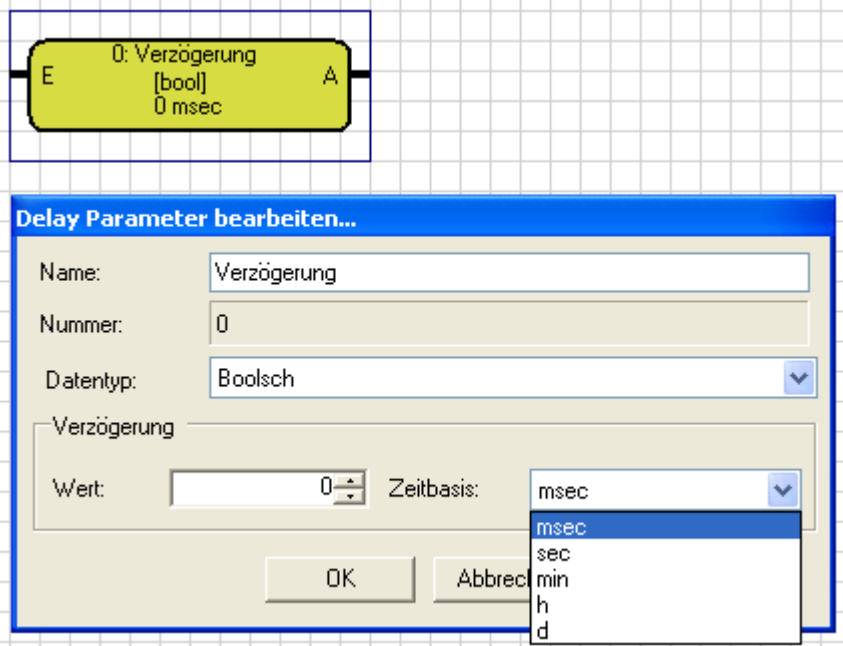 0: Verzögerung
E [bool] A
0 msec
Delay Parameter bearbeiten...
Name: Verzögerung
Nummer: 0
Datentyp: Boolsch
Verzögerung
Wert: 0 Zeitbasis: msec
msec
sec
OK Abbrech min
h
d